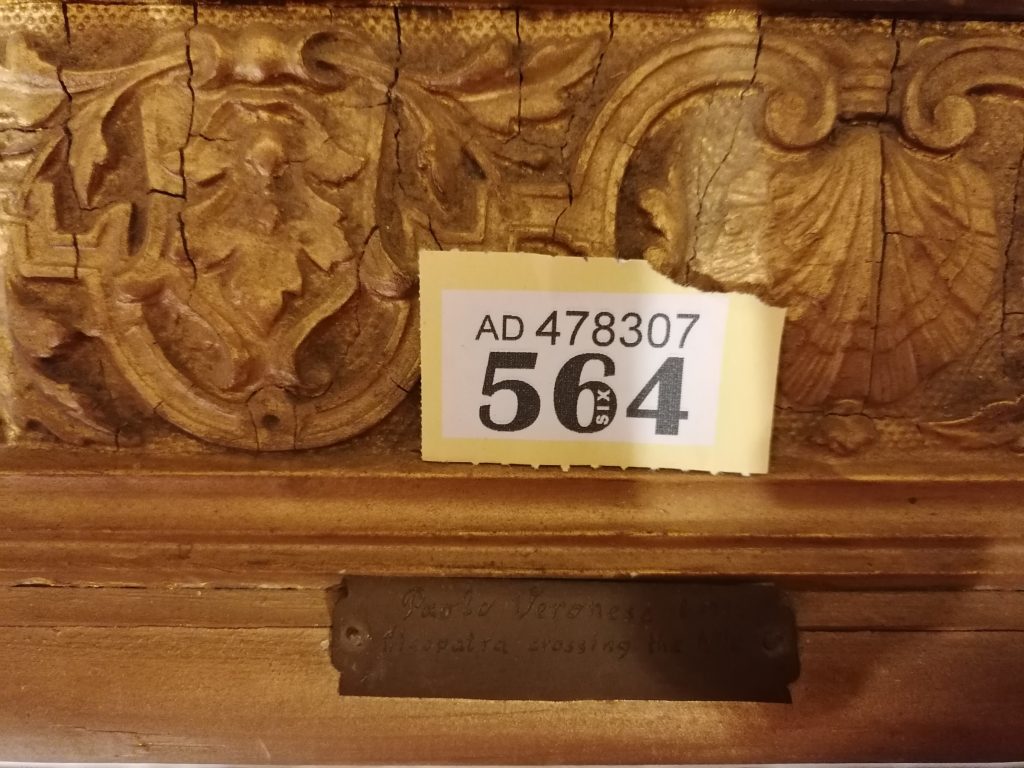 AD 478307
564
SIX
Paolo Veronese
Cleopatra crossing the